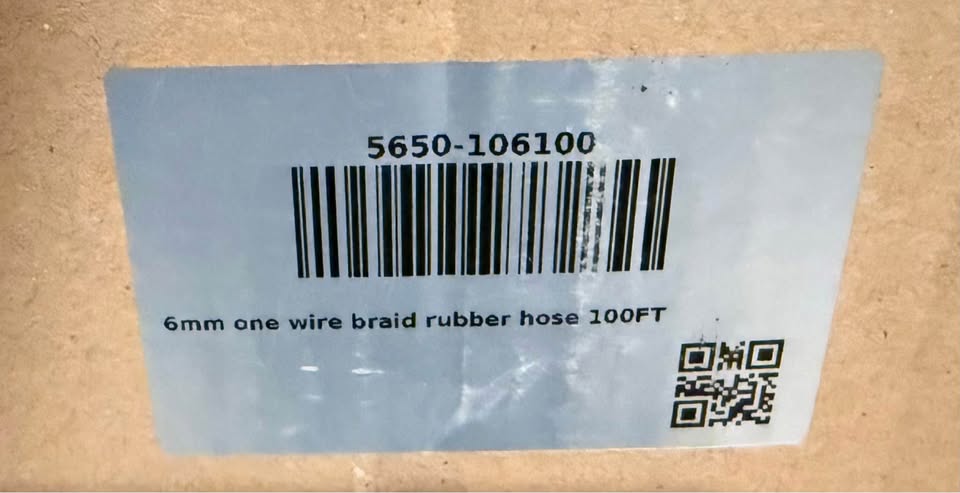 5650-106100
6mm one wire braid rubber hose 100FT